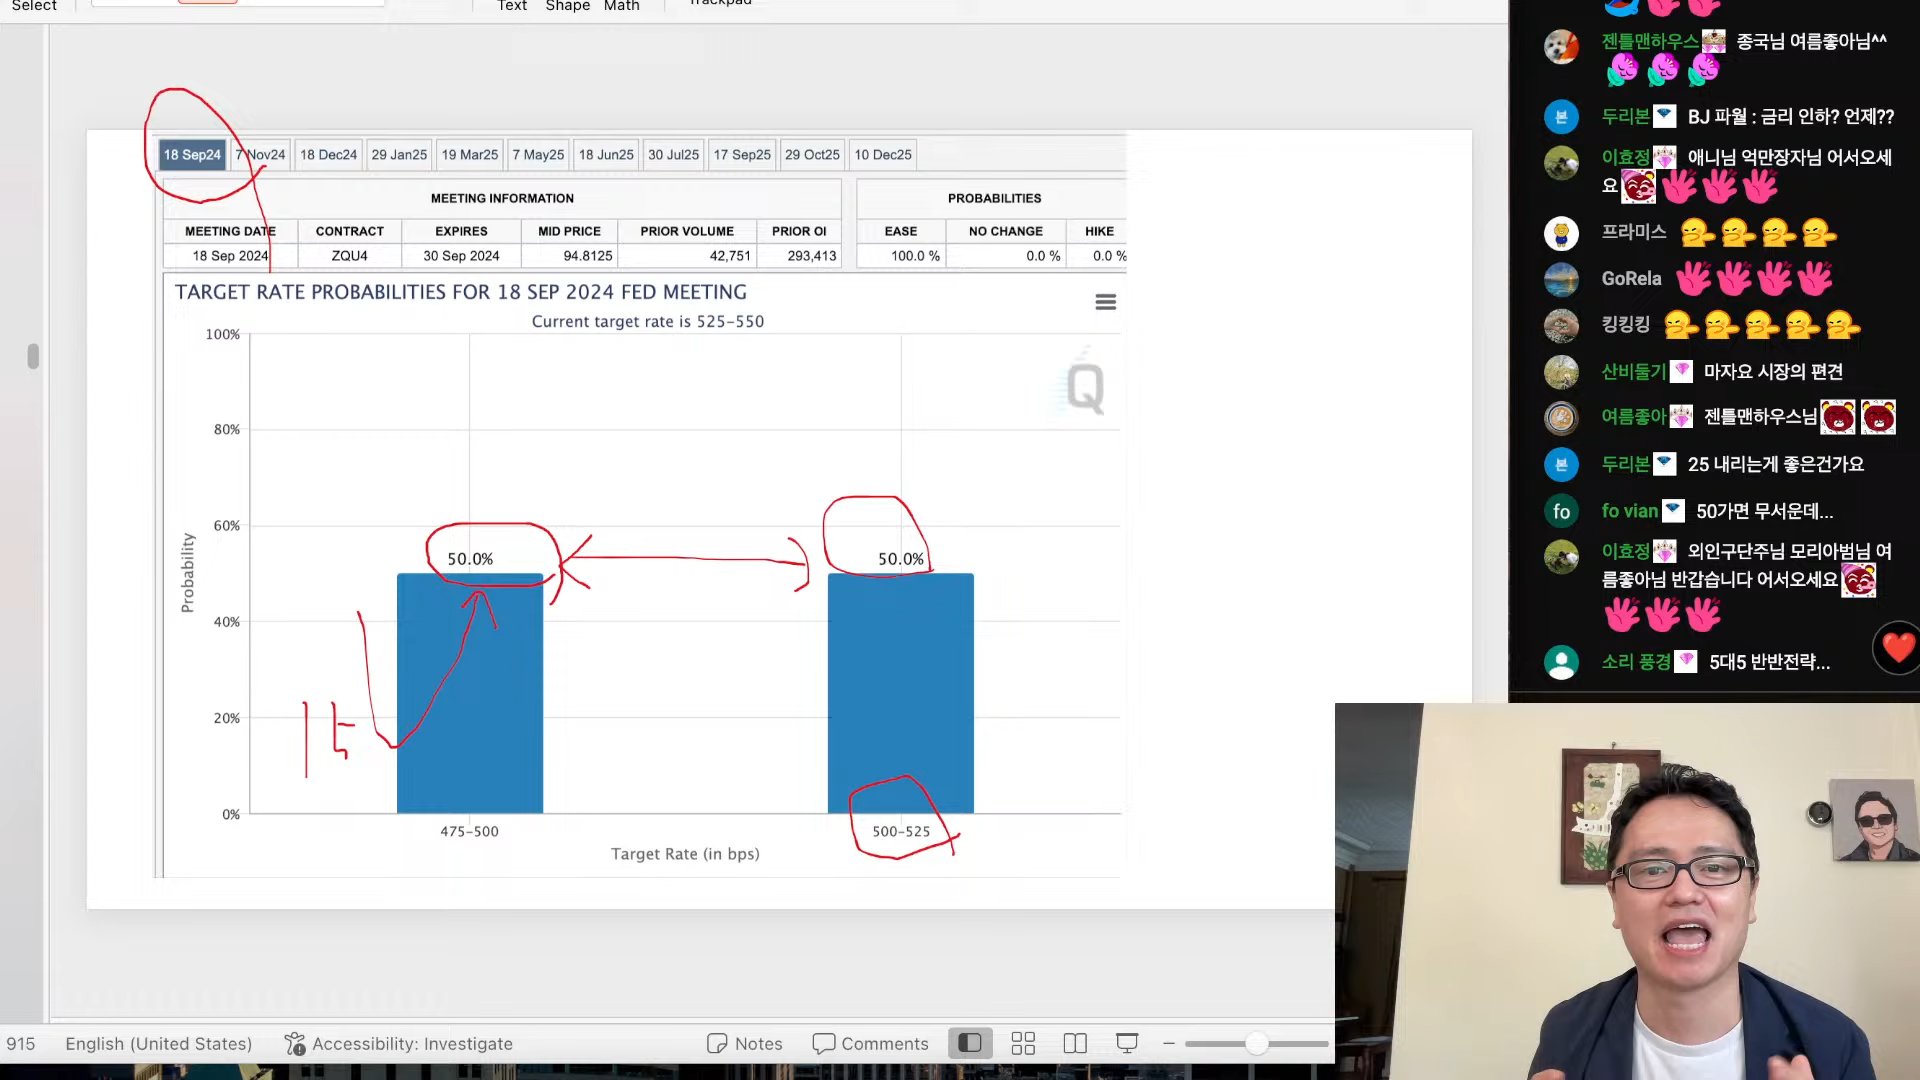 Select
Text Shape Math
Trackpad
18 Sep24 7 Nov24 18 Dec24 29 Jan25 19 Mar25 7 May25 18 Jun25 30 Jul25 17 Sep25 29 Oct25 10 Dec25
MEETING INFORMATION
MEETING DATE CONTRACT EXPIRES MID PRICE PRIOR VOLUME PRIOR OI
18 Sep 2024 ZQU4 30 Sep 2024 94.8125 42,751 293,413
PROBABILITIES
EASE NO CHANGE HIKE
100.0 % 0.0 % 0.0 %
TARGET RATE PROBABILITIES FOR 18 SEP 2024 FED MEETING
Current target rate is 525-550
Q
Probability
100%
80%
60%
40%
20%
0%
50.0% 50.0%
475-500 500-525
Target Rate (in bps)
915 English (United States) Accessibility: Investigate Notes Comments
젠틀맨하우스 종국님 여름좋아님^^
본 두리본 BJ 파월 : 금리 인하? 언제??
이효정 애니님 억만장자님 어서오세
요
프라미스
GoRela
킹킹킹
산비둘기 마자요 시장의 편견
여름좋아 젠틀맨하우스님
본 두리본 25 내리는게 좋은건가요
fo fo vian 50가면 무서운데...
이효정 외인구단주님 모리아범님 여
름좋아님 반갑습니다 어서오세요
소리 풍경 5대5 반반전략...